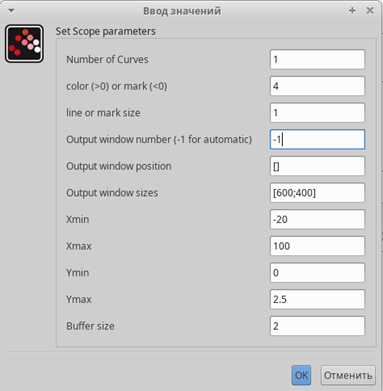 Ввод значений
Set Scope parameters
Number of Curves 1
color (>0) or mark (<0) 4
line or mark size 1
Output window number (-1 for automatic) -1
Output window position []
Output window sizes [600;400]
Xmin -20
Xmax 100
Ymin 0
Ymax 2.5
Buffer size 2
OK Отменить